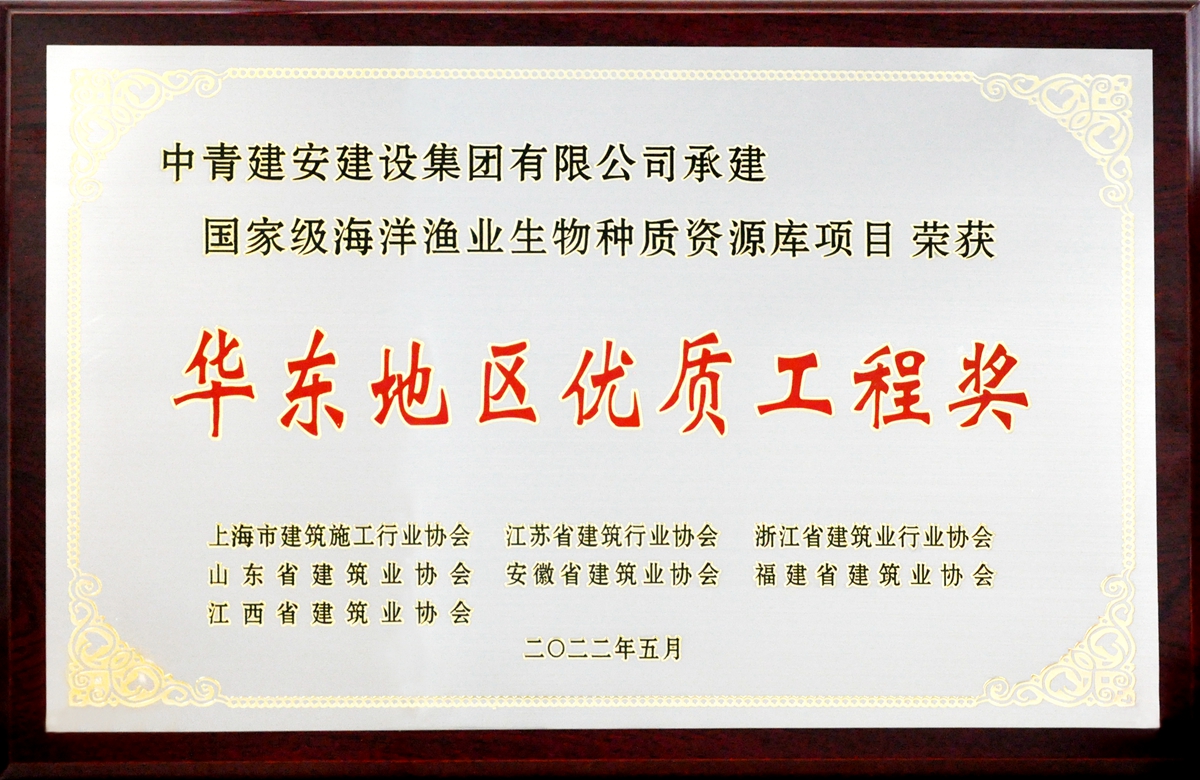 中青建安建设集团有限公司承建
国家级海洋渔业生物种质资源库项目 荣获
华东地区优质工程奖
上海市建筑施工行业协会 江苏省建筑行业协会 浙江省建筑业行业协会
山东省建筑业协会 安徽省建筑业协会 福建省建筑业协会
江西省建筑业协会
二〇二二年五月